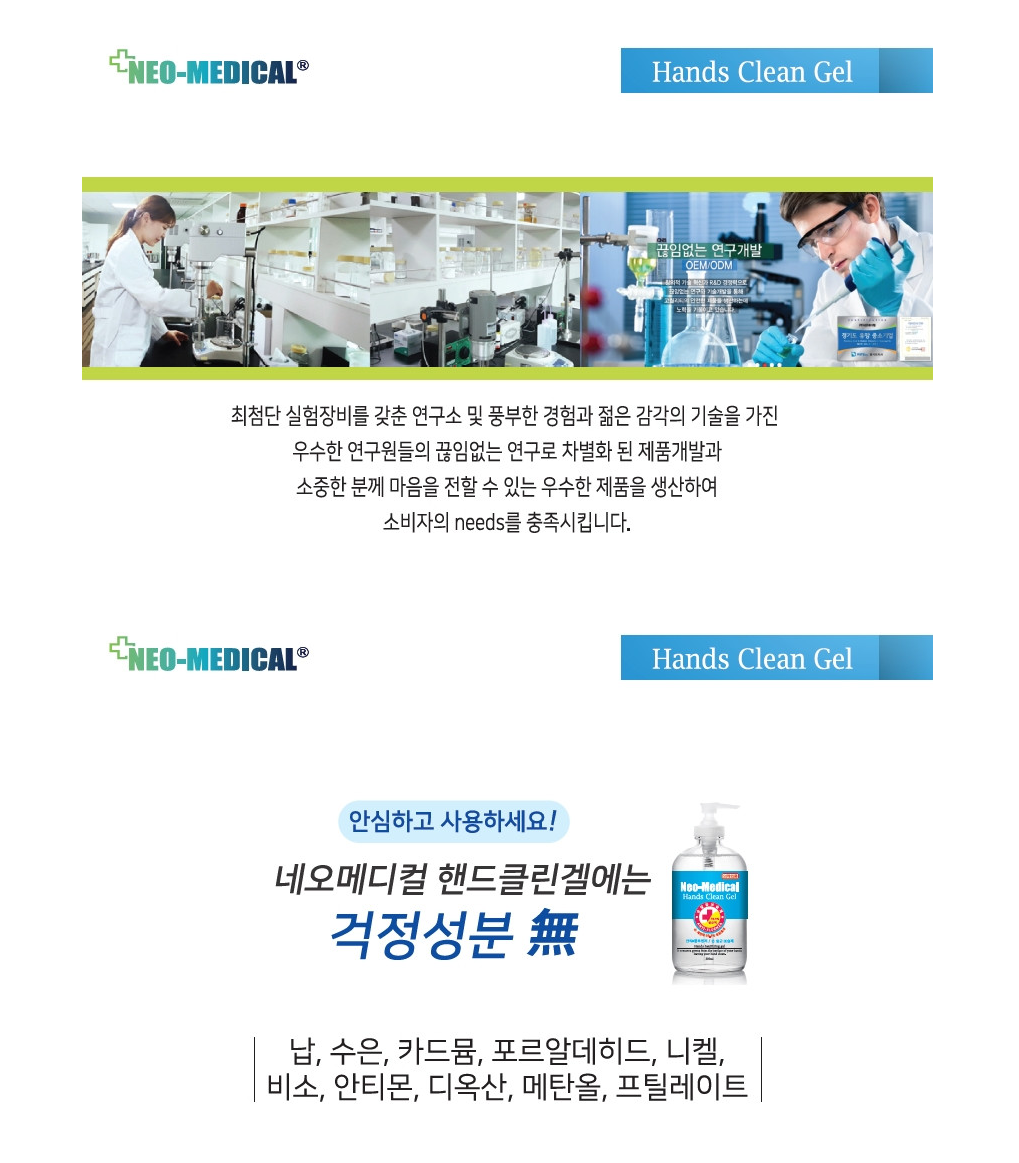 NEO-MEDICAL®
Hands Clean Gel
끊임없는 연구개발
OEM/ODM
최첨단 실험장비를 갖춘 연구소 및 풍부한 경험과 젊은 감각의 기술을 가진
우수한 연구원들의 끊임없는 연구로 차별화 된 제품개발과
소중한 분께 마음을 전할 수 있는 우수한 제품을 생산하여
소비자의 needs를 충족시킵니다.
NEO-MEDICAL®
Hands Clean Gel
안심하고 사용하세요!
네오메디컬 핸드클린겔에는
걱정성분 無
Neo-Medical
Hands Clean Gel
납, 수은, 카드뮴, 포르알데히드, 니켈,
비소, 안티몬, 디옥산, 메탄올, 프틸레이트